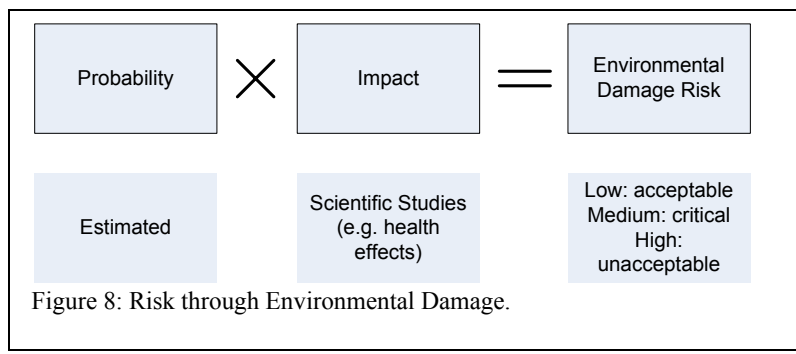 Probability
Impact
Environmental
Damage Risk
Estimated
Scientific Studies
(e.g. health
effects)
Low: acceptable
Medium: critical
High:
unacceptable
Figure 8: Risk through Environmental Damage.